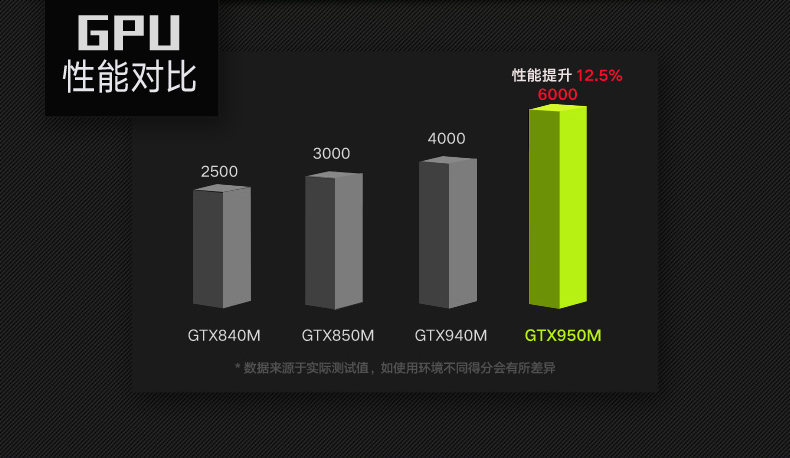 GPU
性能对比
性能提升 12.5%
6000
4000
3000
2500
GTX840M
GTX850M
GTX940M
GTX950M
* 数据来源于实际测试值，如使用环境不同得分会有所差异